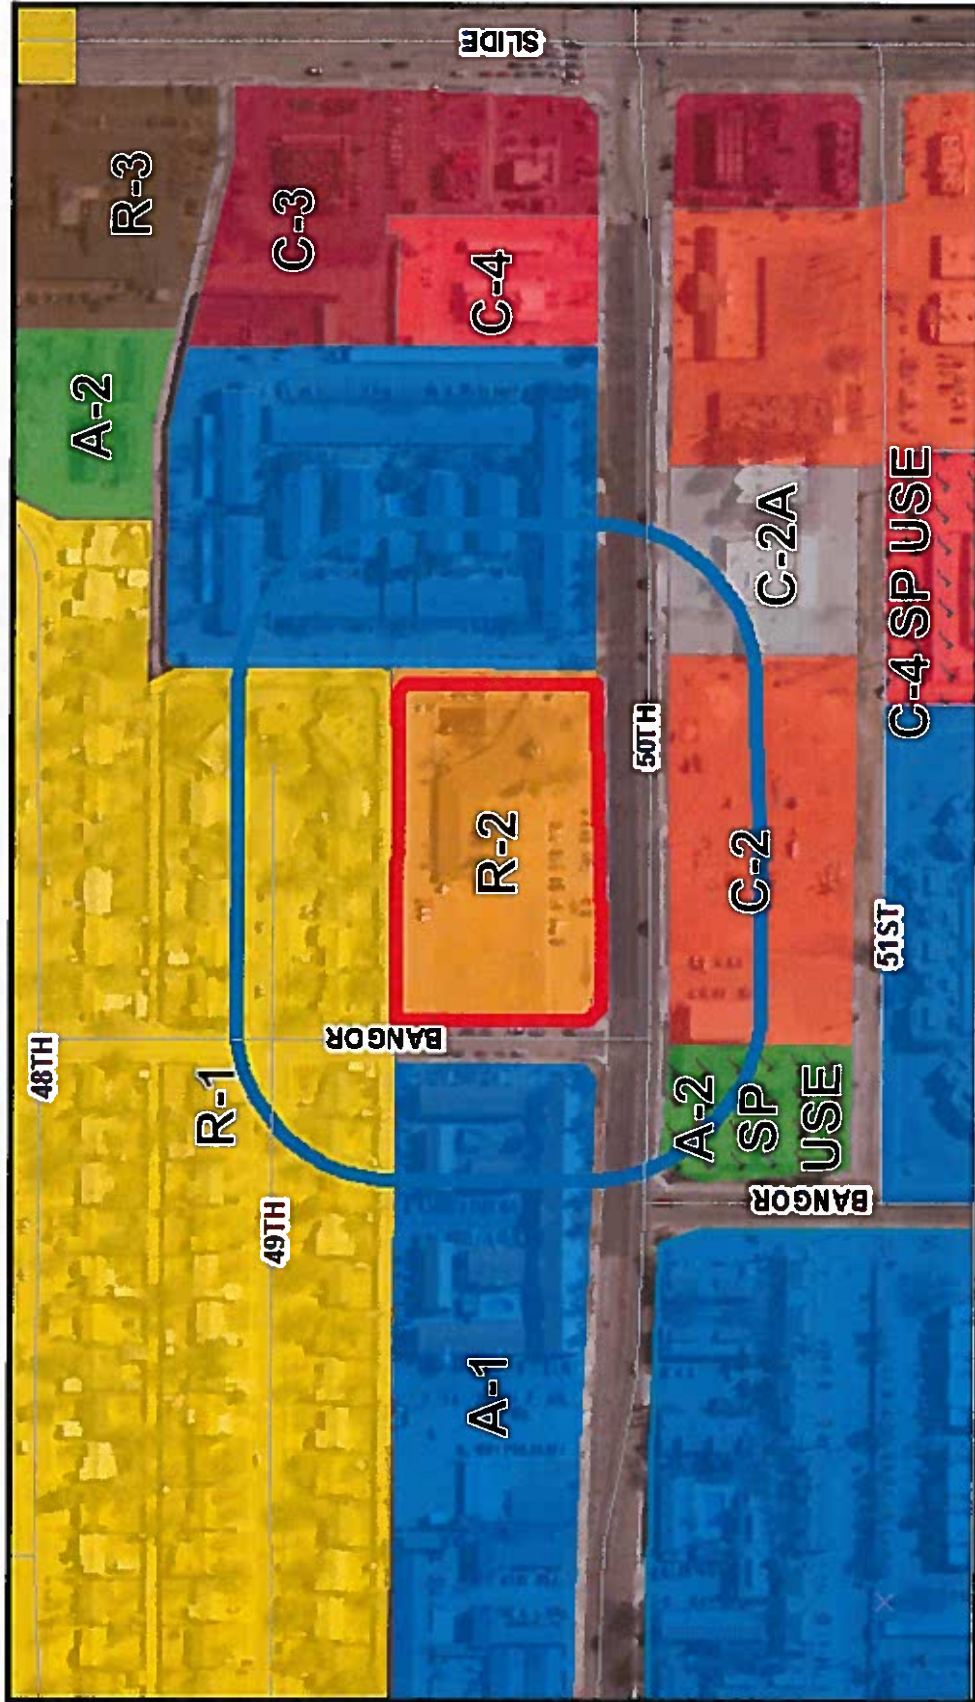 SLIDE
R-3
C-3
C-4
A-2
C-2A
C-4 SP USE
50TH
R-2
C-2
51ST
48TH
BANGOR
R-1
49TH
A-2
SP
USE
BANGOR
A-1